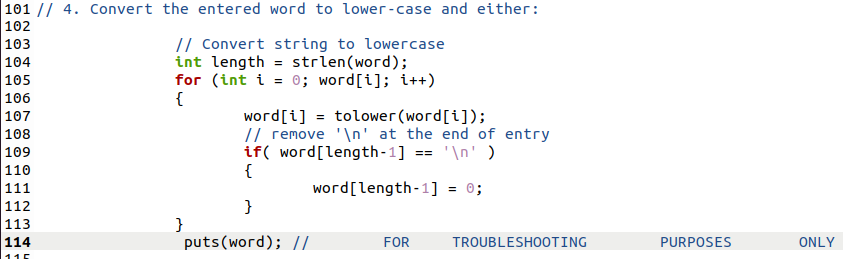 101 // 4. Convert the entered word to lower-case and either:
102
103 // Convert string to lowercase
104 int length = strlen(word);
105 for (int i = 0; word[i]; i++)
106 {
107 word[i] = tolower(word[i]);
108 // remove '\n' at the end of entry
109 if( word[length-1] == '\n' )
110 {
111 word[length-1] = 0;
112 }
113 }
114 puts(word); // FOR TROUBLESHOOTING PURPOSES ONLY
115